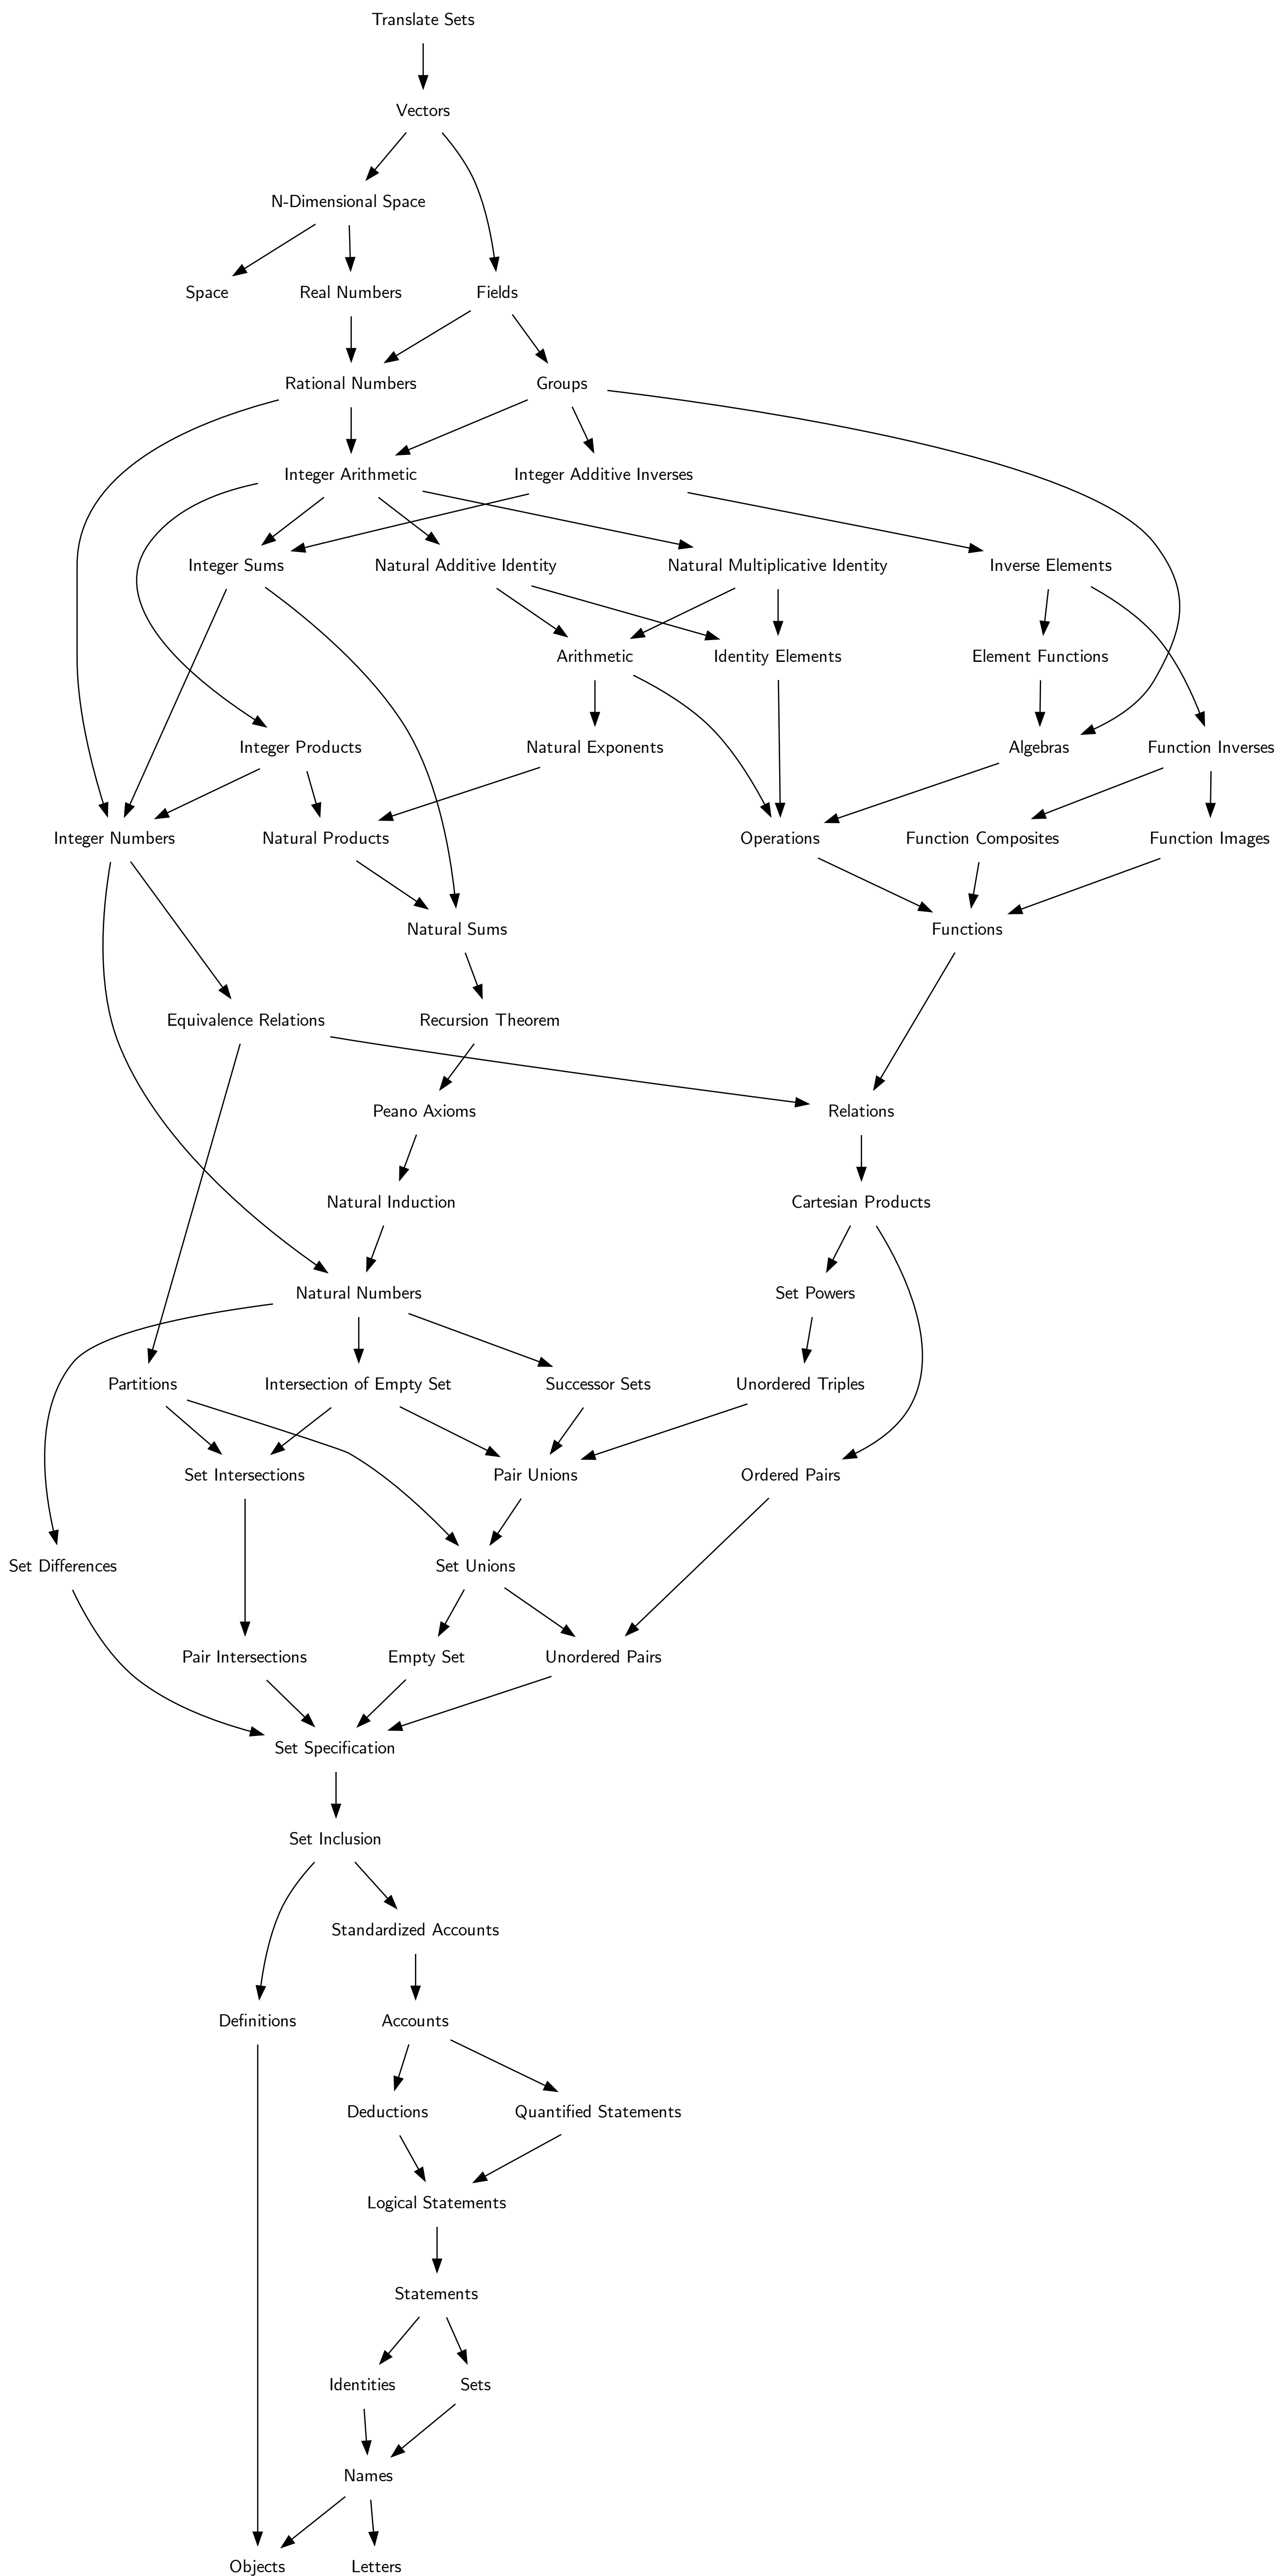 Translate Sets
Vectors
N-Dimensional Space
Space
Real Numbers
Fields
Rational Numbers
Groups
Integer Arithmetic
Integer Additive Inverses
Integer Sums
Natural Additive Identity
Natural Multiplicative Identity
Inverse Elements
Arithmetic
Identity Elements
Element Functions
Integer Products
Natural Exponents
Algebras
Function Inverses
Integer Numbers
Natural Products
Operations
Function Composites
Function Images
Natural Sums
Functions
Equivalence Relations
Recursion Theorem
Peano Axioms
Relations
Natural Induction
Cartesian Products
Natural Numbers
Set Powers
Partitions
Intersection of Empty Set
Successor Sets
Unordered Triples
Set Intersections
Pair Unions
Ordered Pairs
Set Differences
Set Unions
Pair Intersections
Empty Set
Unordered Pairs
Set Specification
Set Inclusion
Standardized Accounts
Definitions
Accounts
Deductions
Quantified Statements
Logical Statements
Statements
Identities
Sets
Names
Objects
Letters